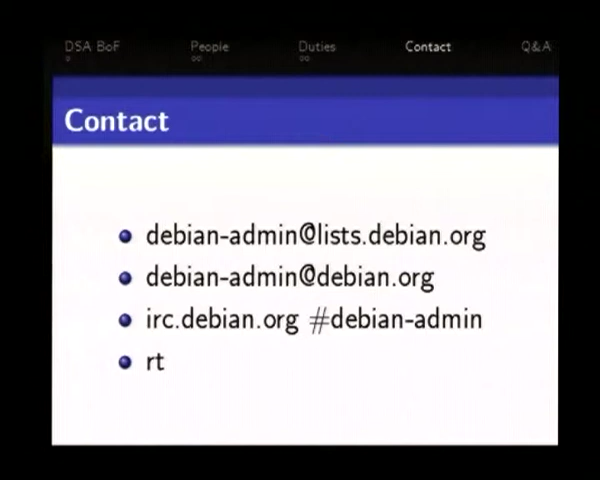 DSA BoF People Duties Contact Q&A
Contact
debian-admin@lists.debian.org
debian-admin@debian.org
irc.debian.org #debian-admin
rt